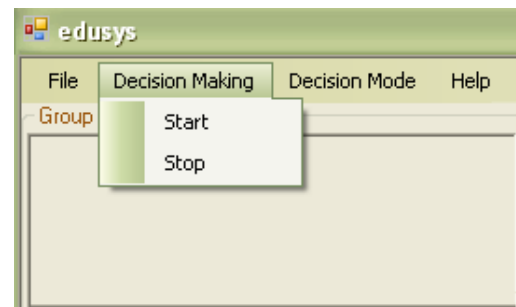 edusys
File Decision Making Decision Mode Help
Group
Start
Stop